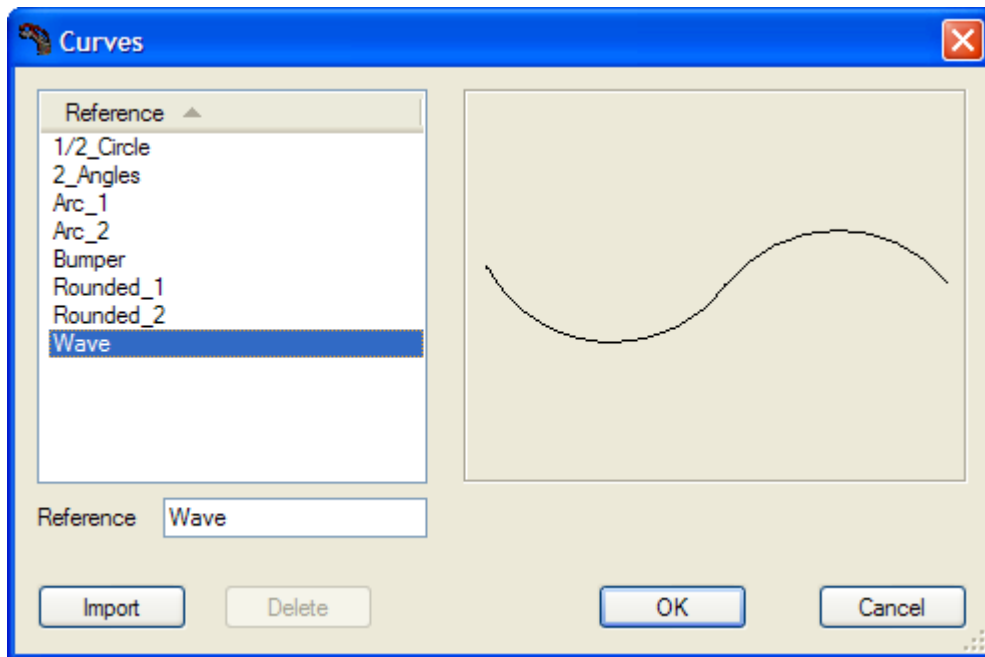 Curves
Reference
1/2_Circle
2_Angles
Arc_1
Arc_2
Bumper
Rounded_1
Rounded_2
Wave
Reference Wave
Import Delete OK Cancel